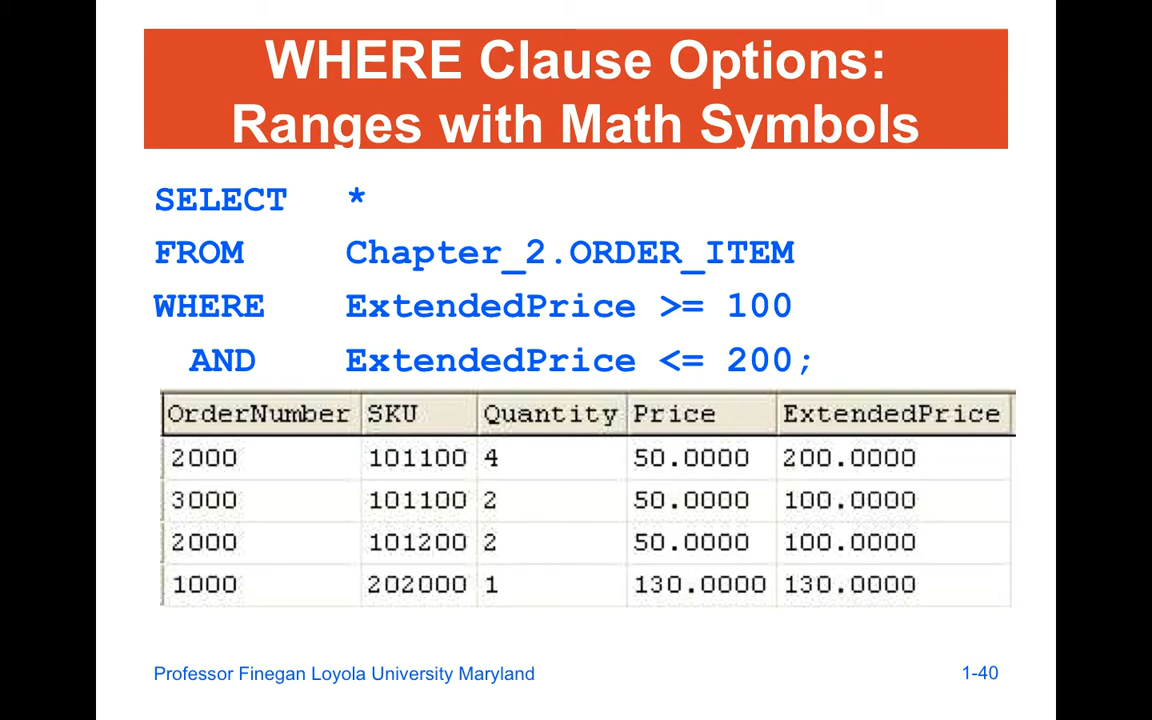 WHERE Clause Options:
Ranges with Math Symbols
SELECT *
FROM Chapter_2.ORDER_ITEM
WHERE ExtendedPrice >= 100
AND ExtendedPrice <= 200;
OrderNumber SKU Quantity Price ExtendedPrice
2000 101100 4 50.0000 200.0000
3000 101100 2 50.0000 100.0000
2000 101200 2 50.0000 100.0000
1000 202000 1 130.0000 130.0000
Professor Finegan Loyola University Maryland 1-40